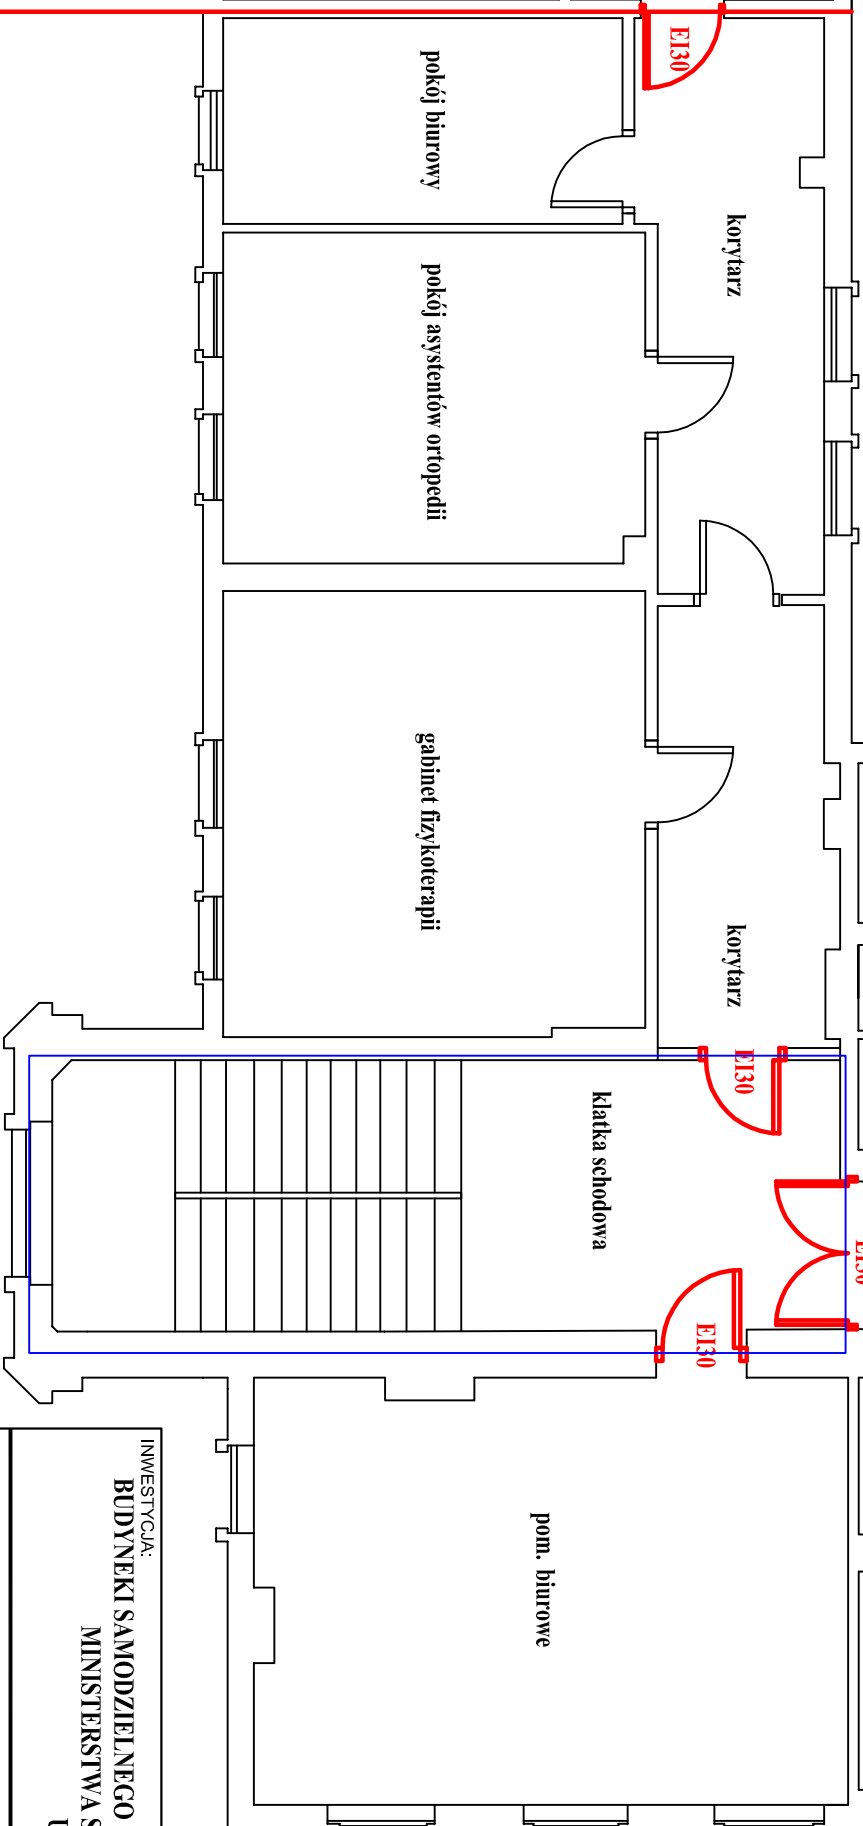 EI30
pokój biurowy
korytarz
pokój asystentów ortopedii
gabinet fizykoterapii
korytarz
EI30
klatka schodowa
EI30
EI30
pom. biurowe
INWESTYCJA:
BUDYNEKI SAMODZIELNEGO
MINISTERSTWA S
U